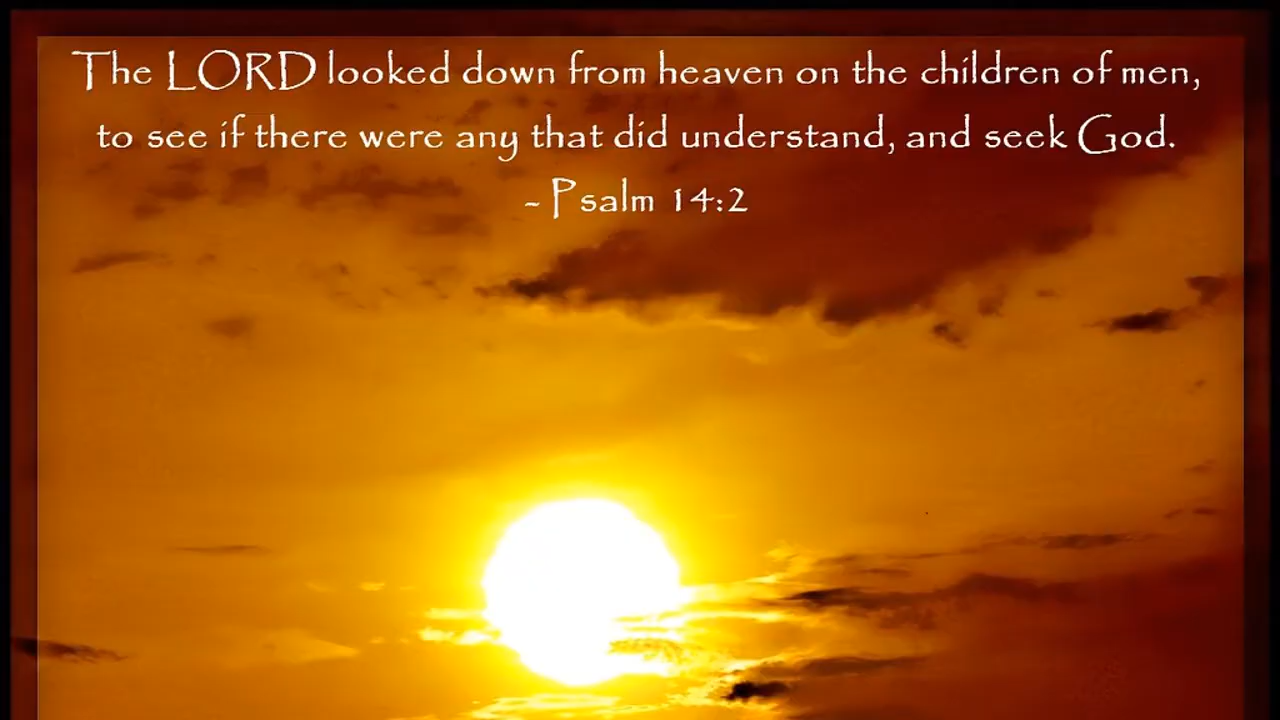 The LORD looked down from heaven on the children of men,
to see if there were any that did understand, and seek God.
- Psalm 14:2